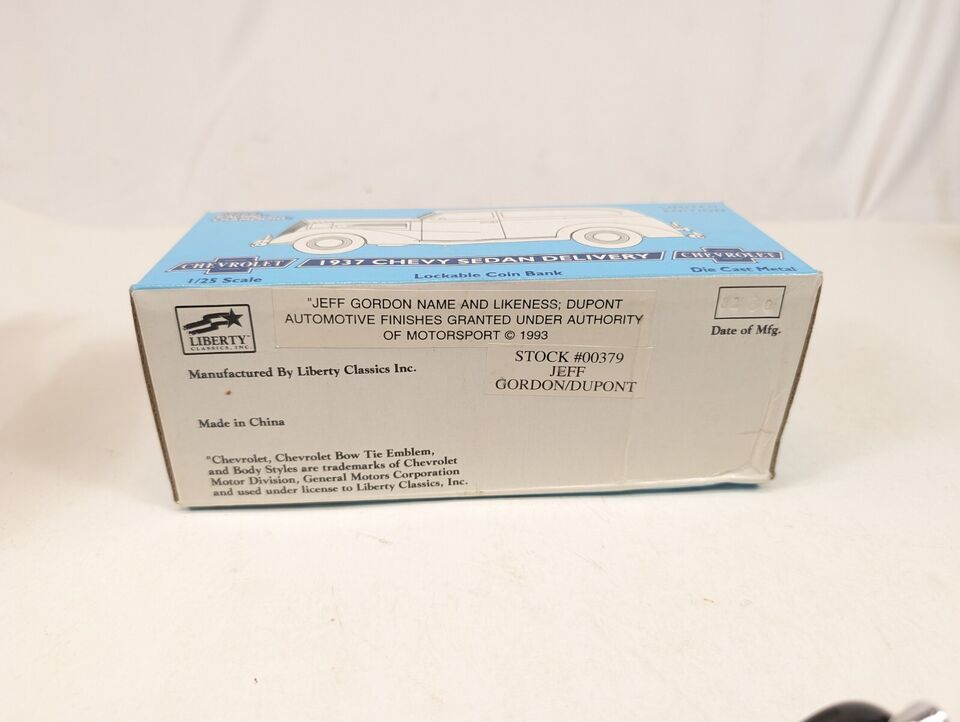 CHEVROLET
1937 CHEVY SEDAN DELIVERY
CHEVROLET
1/25 Scale
Lockable Coin Bank
Die Cast Metal
LIBERTY
CLASSICS, INC.
"JEFF GORDON NAME AND LIKENESS; DUPONT
AUTOMOTIVE FINISHES GRANTED UNDER AUTHORITY
OF MOTORSPORT © 1993
Date of Mfg.
STOCK #00379
JEFF
GORDON/DUPONT
Manufactured By Liberty Classics Inc.
Made in China
"Chevrolet, Chevrolet Bow Tie Emblem,
and Body Styles are trademarks of Chevrolet
Motor Division, General Motors Corporation
and used under license to Liberty Classics, Inc.